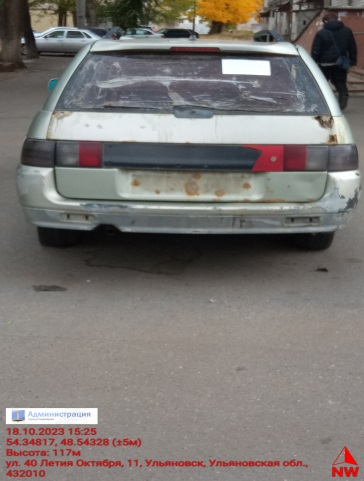 Администрация
18.10.2023 15:25
54.34817, 48.54328 (±5м)
Высота: 117м
ул. 40 Летия Октября, 11, Ульяновск, Ульяновская обл.,
432010
NW